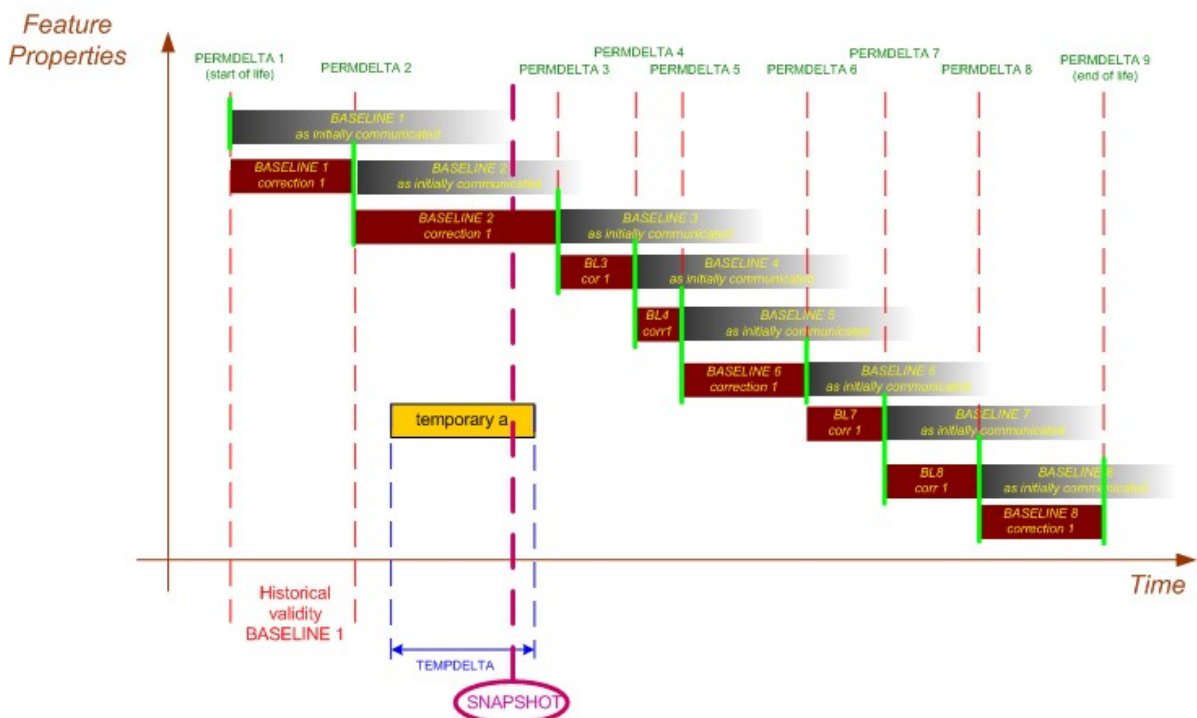 Feature
Properties
PERMDELTA 1
(start of life)
PERMDELTA 2
PERMDELTA 3
PERMDELTA 4
PERMDELTA 5
PERMDELTA 6
PERMDELTA 7
PERMDELTA 8
PERMDELTA 9
(end of life)
BASELINE 1
as initially communicated
BASELINE 1
correction 1
BASELINE 2
as initially communicated
BASELINE 2
correction 1
BASELINE 3
as initially communicated
BL3
cor 1
BASELINE 4
as initially communicated
BL4
corr1
BASELINE 5
as initially communicated
BASELINE 6
correction 1
BASELINE 6
as initially communicated
temporary a
BL7
corr 1
BASELINE 7
as initially communicated
BL8
corr 1
BASELINE 8
as initially communicated
BASELINE 8
correction 1
Time
Historical
validity
BASELINE 1
TEMPDELTA
SNAPSHOT